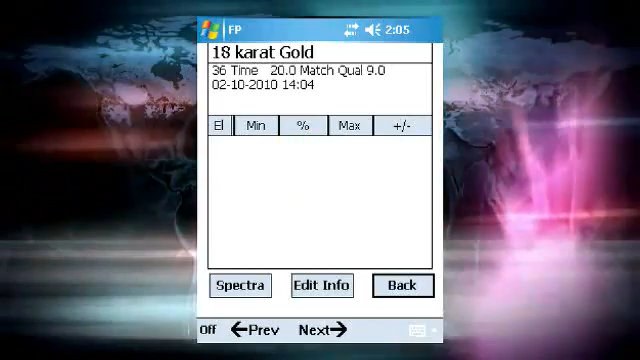 FP 2:05
18 karat Gold
36 Time 20.0 Match Qual 9.0
02-10-2010 14:04
El Min % Max +/-
Spectra Edit Info Back
Off Prev Next